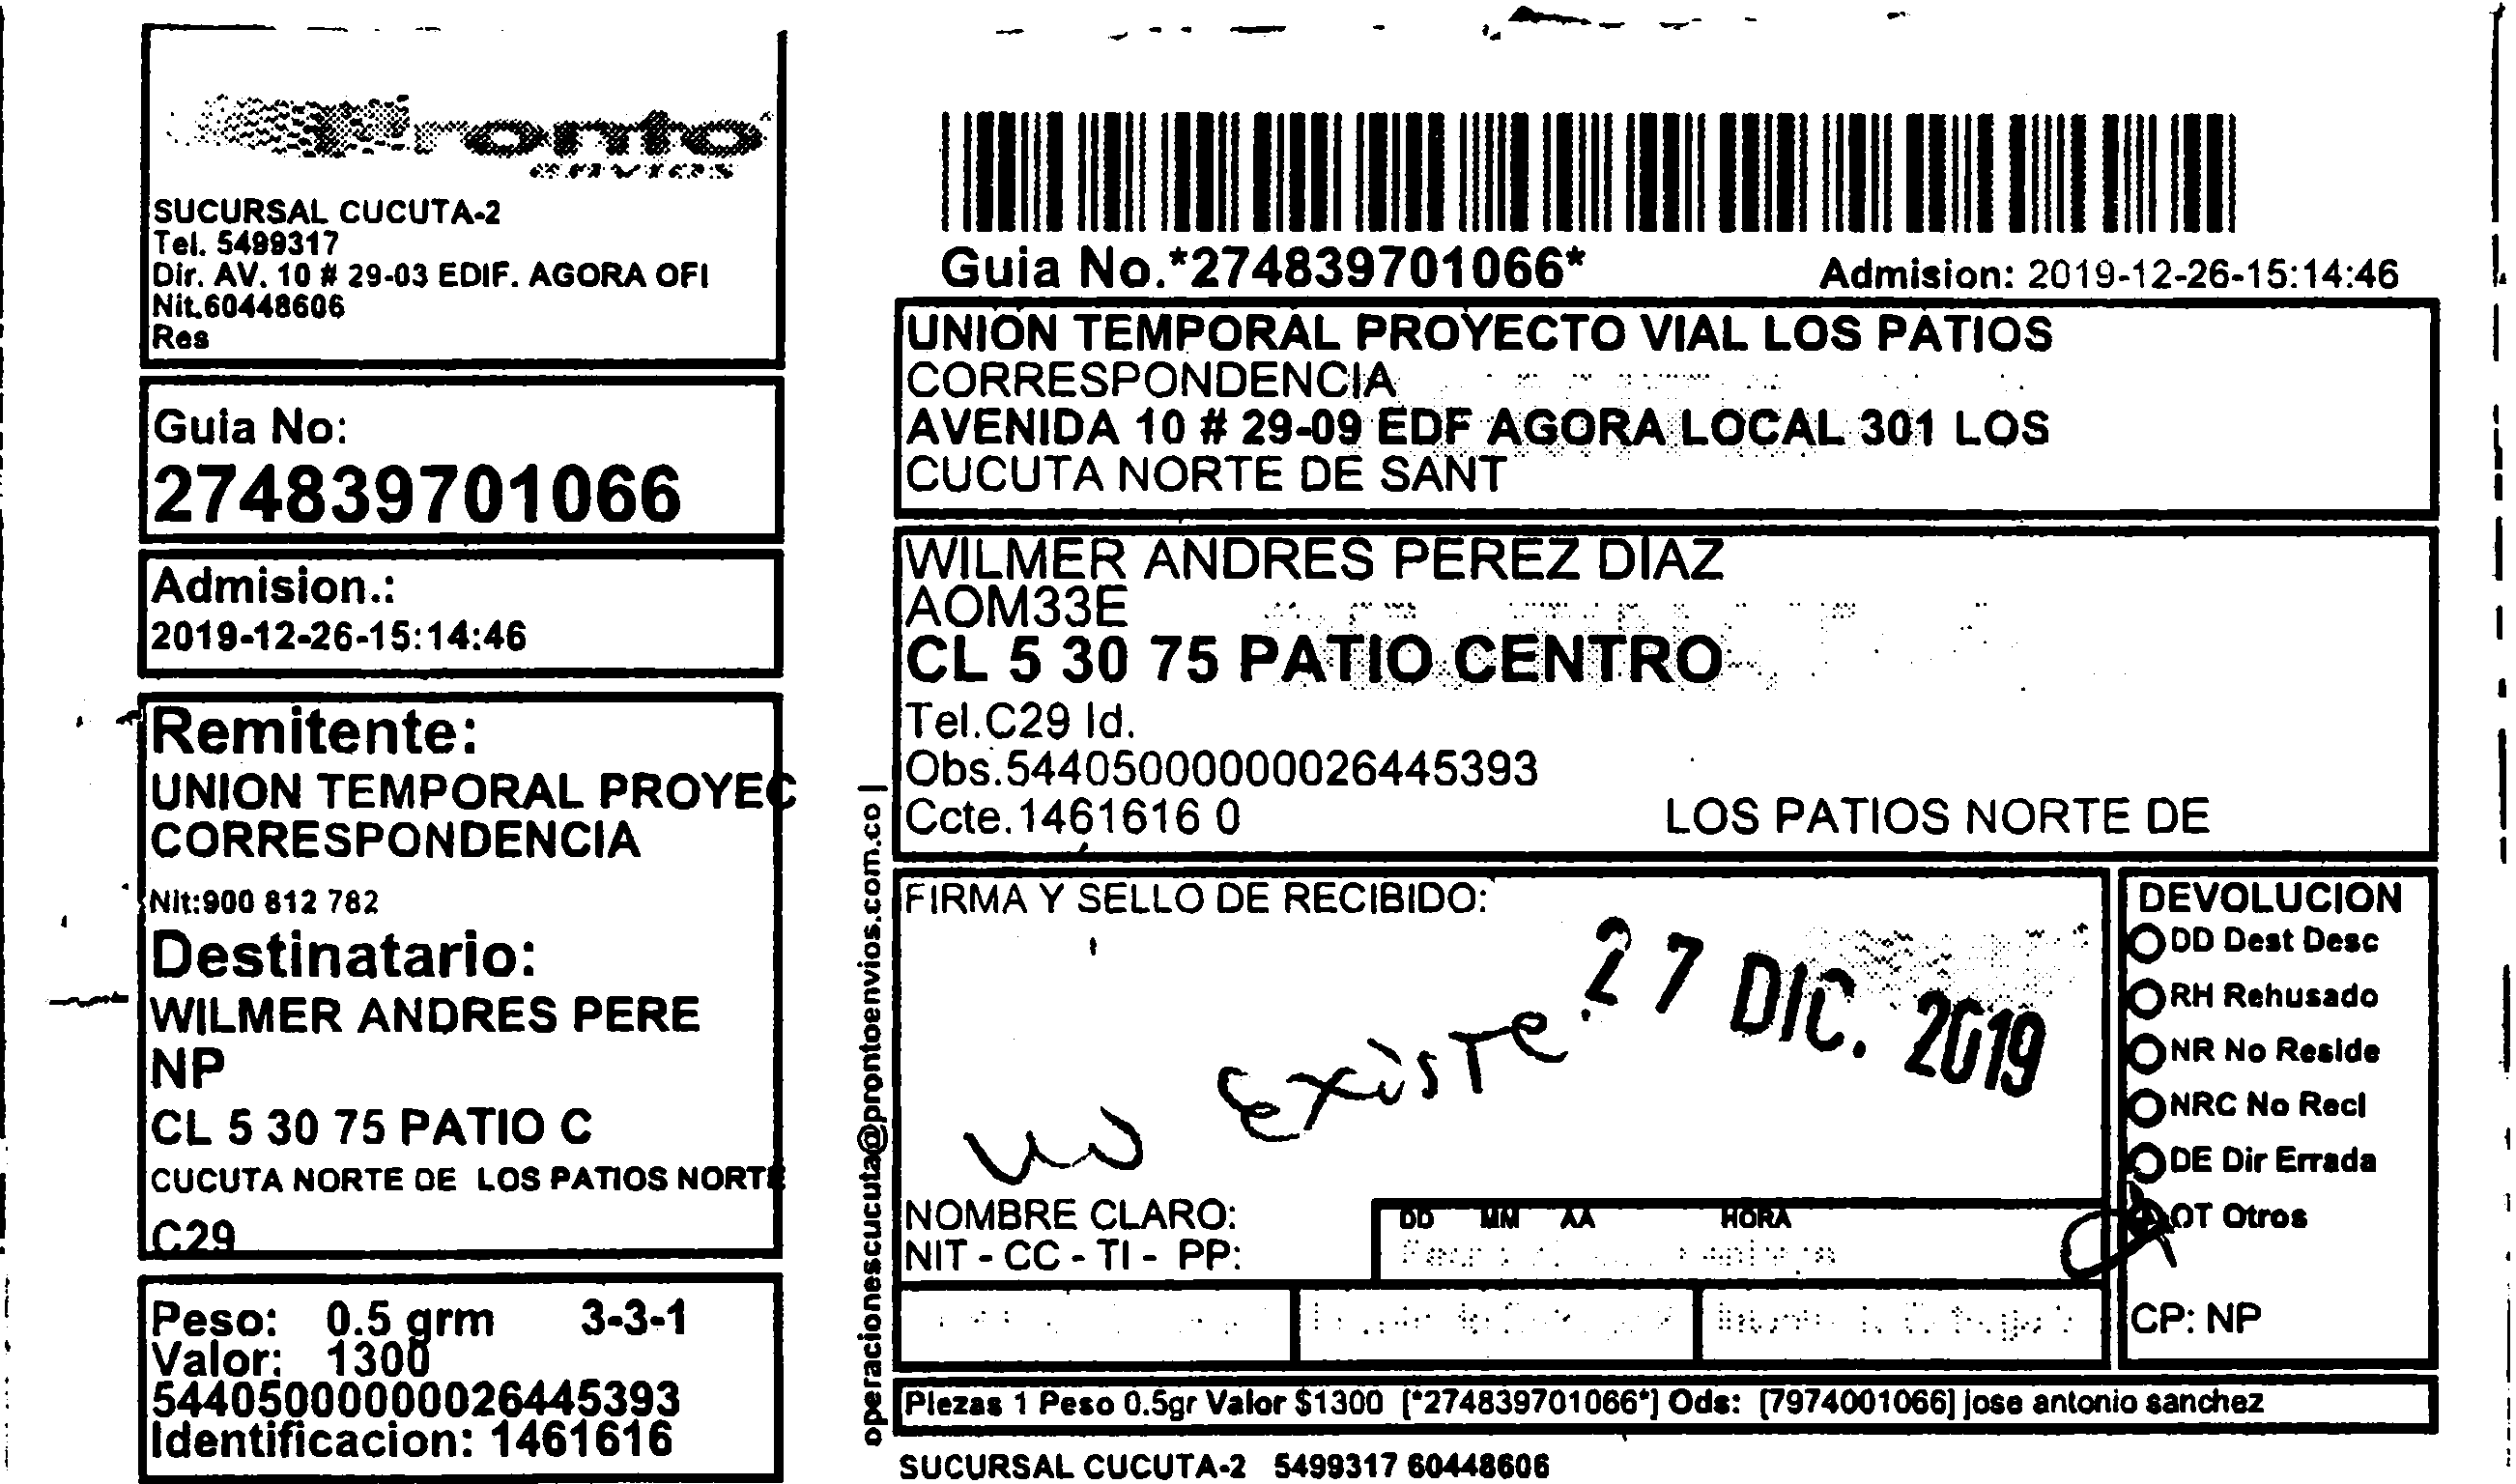 Pronto
envios
SUCURSAL CUCUTA-2
Tel. 5499317
Dir. AV. 10 # 29-03 EDIF. AGORA OFI
Nit.60448606
Res
Guia No:
274839701066
Admision.:
2019-12-26-15:14:46
Remitente:
UNION TEMPORAL PROYEC
CORRESPONDENCIA
Nit:900 812 782
Destinatario:
WILMER ANDRES PERE
NP
CL 5 30 75 PATIO C
CUCUTA NORTE DE LOS PATIOS NORTE
C29
Peso: 0.5 grm 3-3-1
Valor: 1300
544050000000026445393
Identificacion: 1461616
operacionescucuta@prontoenvios.com.co |
Guia No.*274839701066*
Admision: 2019-12-26-15:14:46
UNION TEMPORAL PROYECTO VIAL LOS PATIOS
CORRESPONDENCIA
AVENIDA 10 # 29-09 EDF AGORA LOCAL 301 LOS
CUCUTA NORTE DE SANT
WILMER ANDRES PEREZ DIAZ
AOM33E
CL 5 30 75 PATIO CENTRO
Tel.C29 Id.
Obs.544050000000026445393
Ccte.1461616 0 LOS PATIOS NORTE DE
FIRMA Y SELLO DE RECIBIDO:
27 DIC. 2019
no existe
NOMBRE CLARO:
NIT - CC - TI - PP:
DD MM AA HORA
DEVOLUCION
DD Dest Desc
RH Rehusado
NR No Reside
NRC No Recl
DE Dir Errada
OT Otros
CP: NP
Piezas 1 Peso 0.5gr Valor $1300 [*274839701066*] Ods: [7974001066] jose antonio sanchez
SUCURSAL CUCUTA-2 5499317 60448606